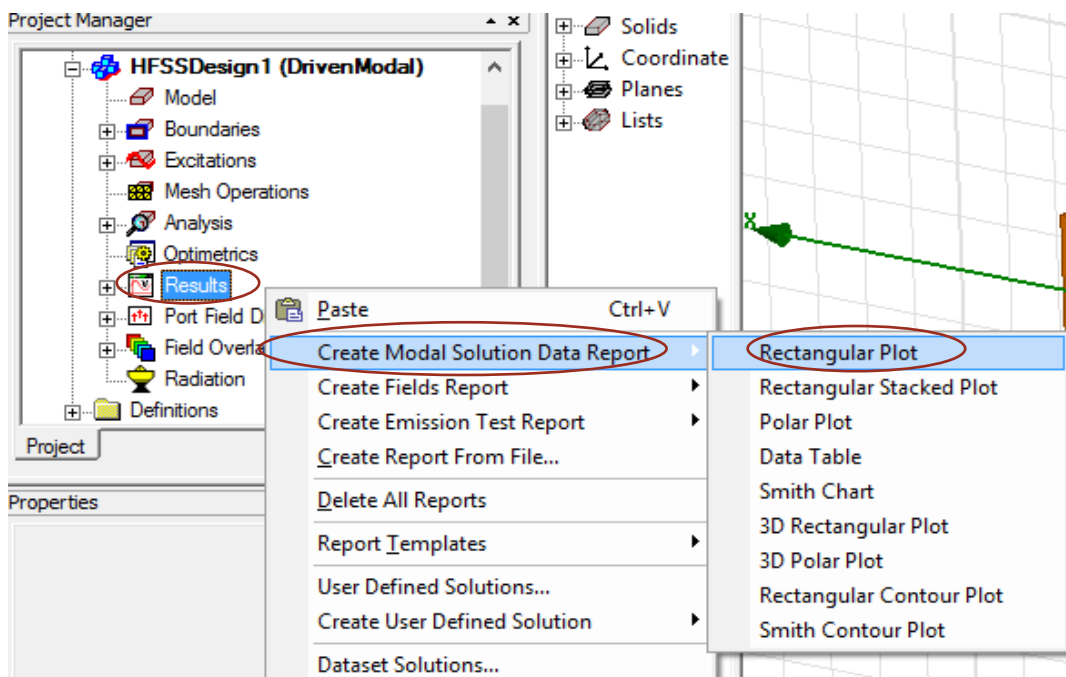 Project Manager
HFSSDesign1 (DrivenModal)
Model
Boundaries
Excitations
Mesh Operations
Analysis
Optimetrics
Results
Port Field D
Field Overla
Radiation
Definitions
Project
Properties
Solids
Coordinate
Planes
Lists
X
Paste Ctrl+V
Create Modal Solution Data Report
Create Fields Report
Create Emission Test Report
Create Report From File...
Delete All Reports
Report Templates
User Defined Solutions...
Create User Defined Solution
Dataset Solutions...
Rectangular Plot
Rectangular Stacked Plot
Polar Plot
Data Table
Smith Chart
3D Rectangular Plot
3D Polar Plot
Rectangular Contour Plot
Smith Contour Plot